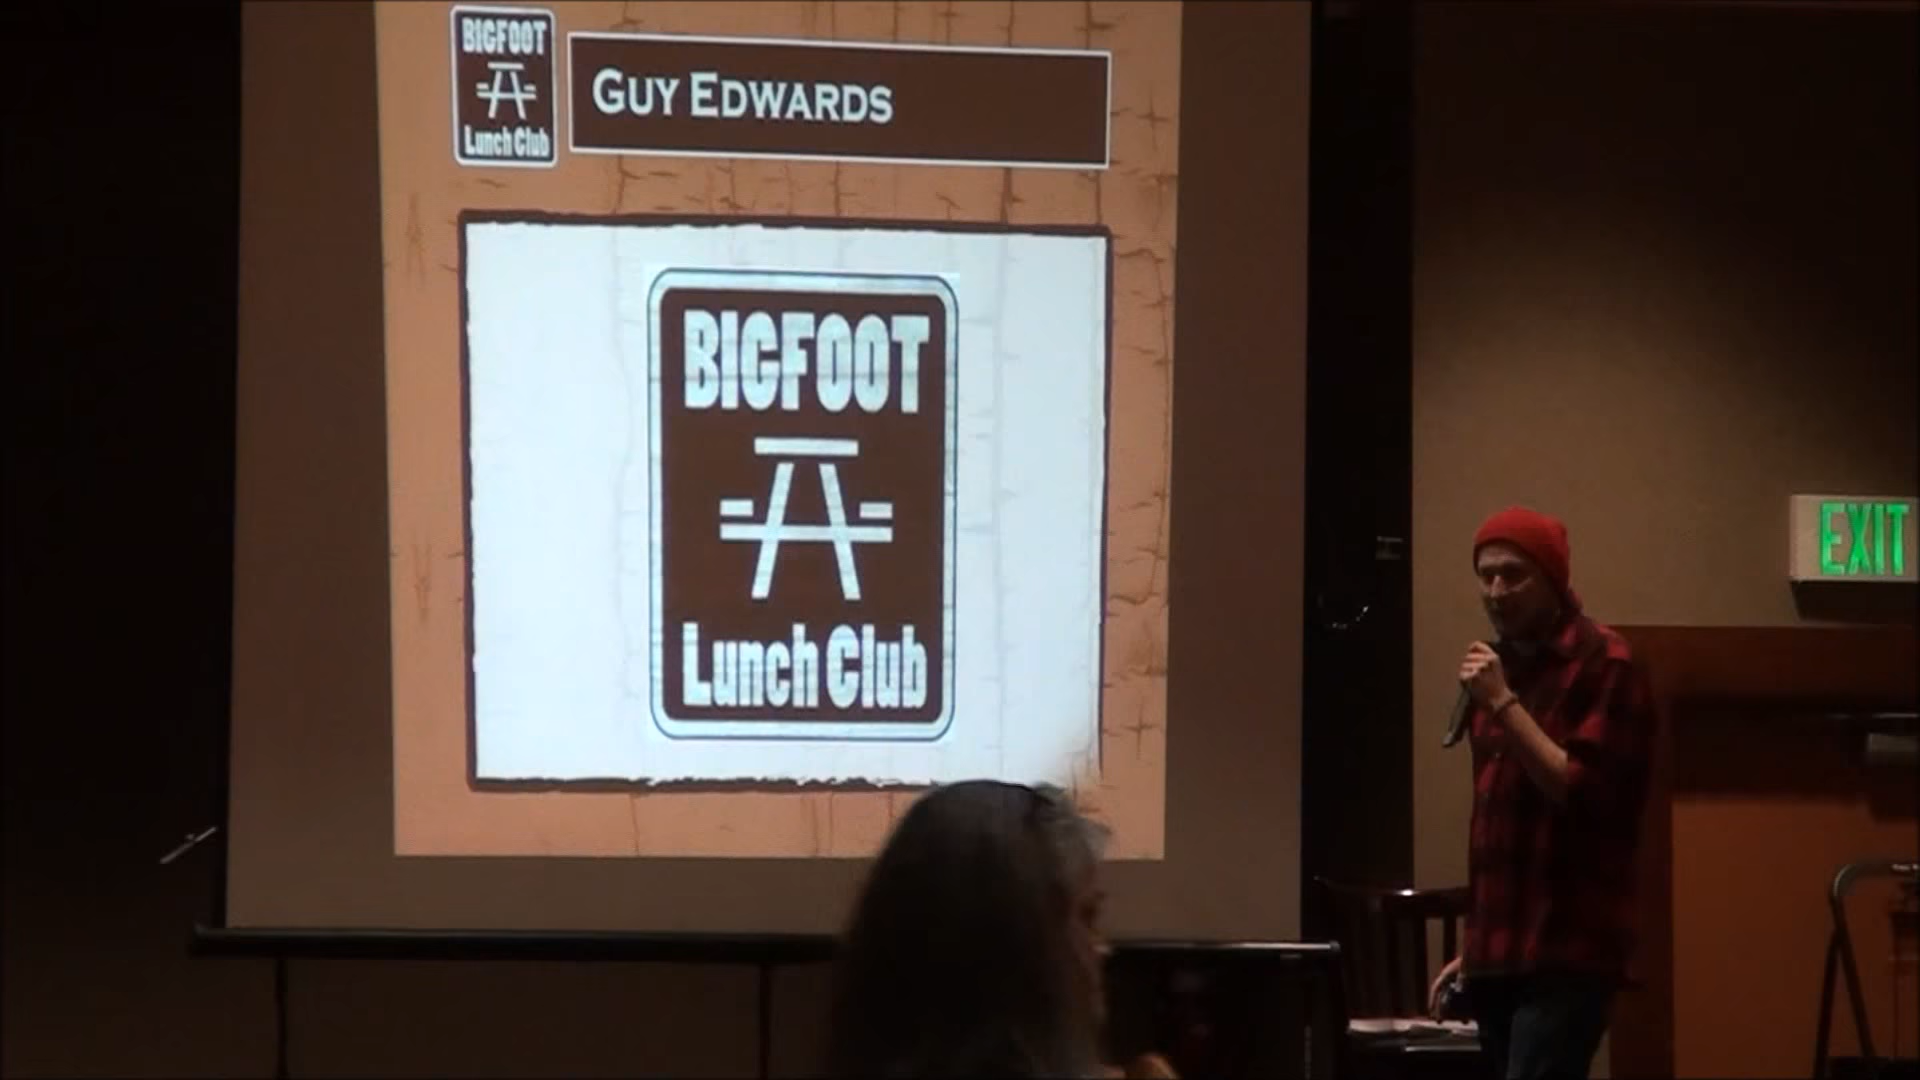 BIGFOOT
Lunch Club
GUY EDWARDS
BIGFOOT
Lunch Club
EXIT